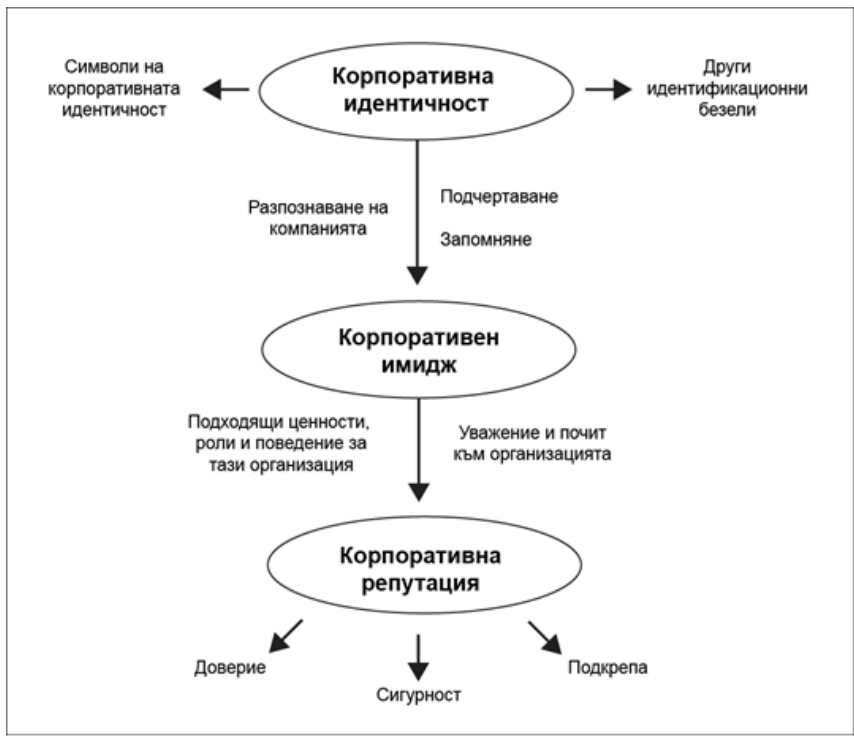 Символи на
корпоративната
идентичност
Корпоративна
идентичност
Други
идентификационни
безели
Разпознаване на
компанията
Подчертаване
Запомняне
Корпоративен
имидж
Подходящи ценности,
роли и поведение за
тази организация
Уважение и почит
към организацията
Корпоративна
репутация
Доверие
Сигурност
Подкрепа